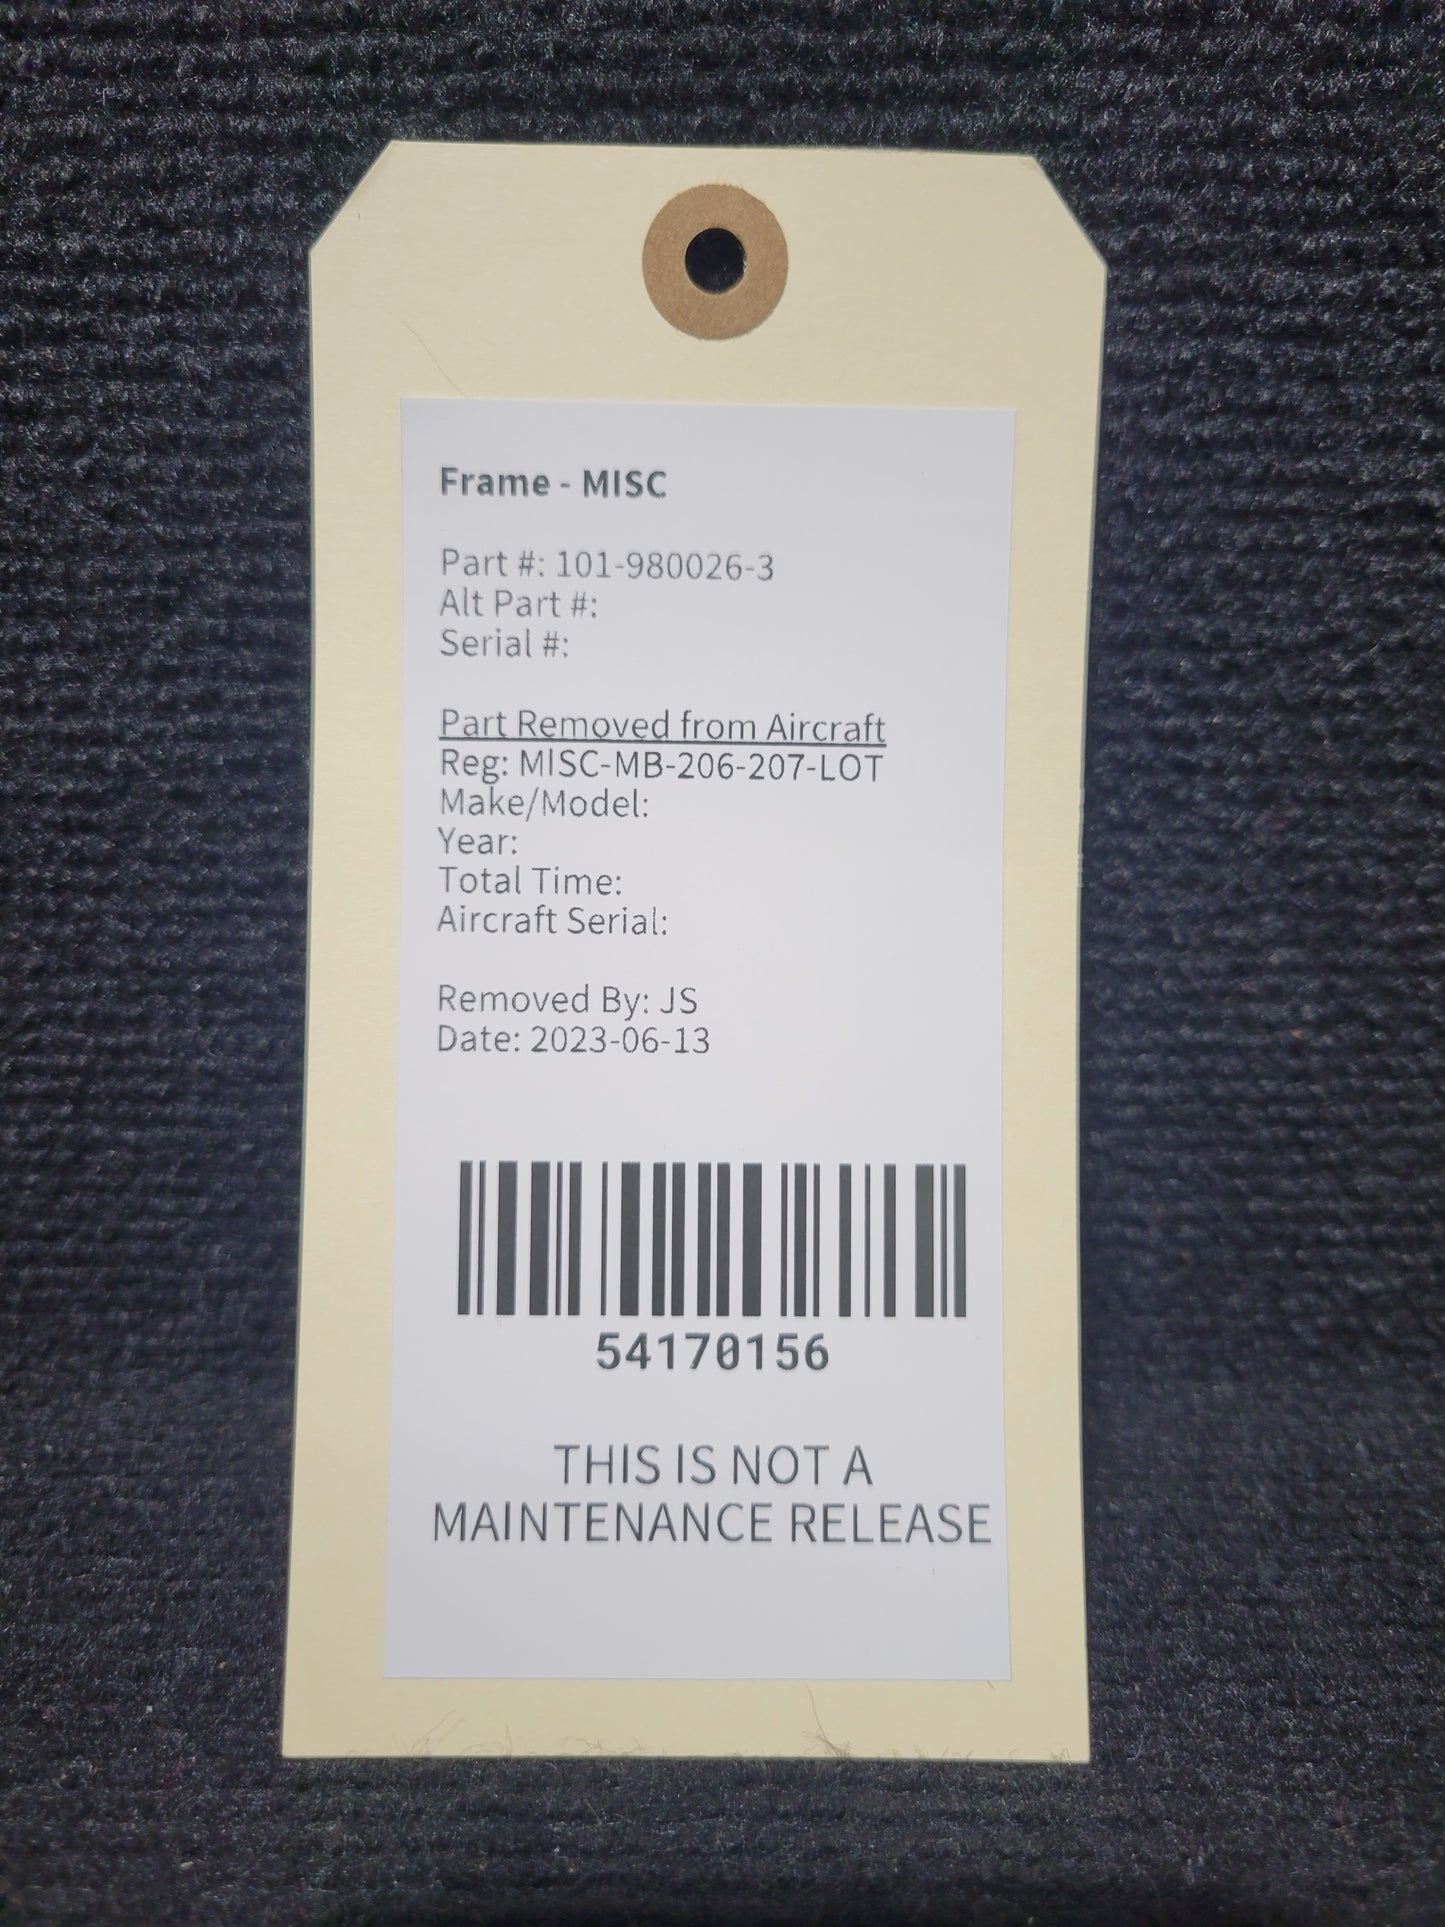 Frame - MISC
Part #: 101-980026-3
Alt Part #:
Serial #:
Part Removed from Aircraft
Reg: MISC-MB-206-207-LOT
Make/Model:
Year:
Total Time:
Aircraft Serial:
Removed By: JS
Date: 2023-06-13
54170156
THIS IS NOT A
MAINTENANCE RELEASE